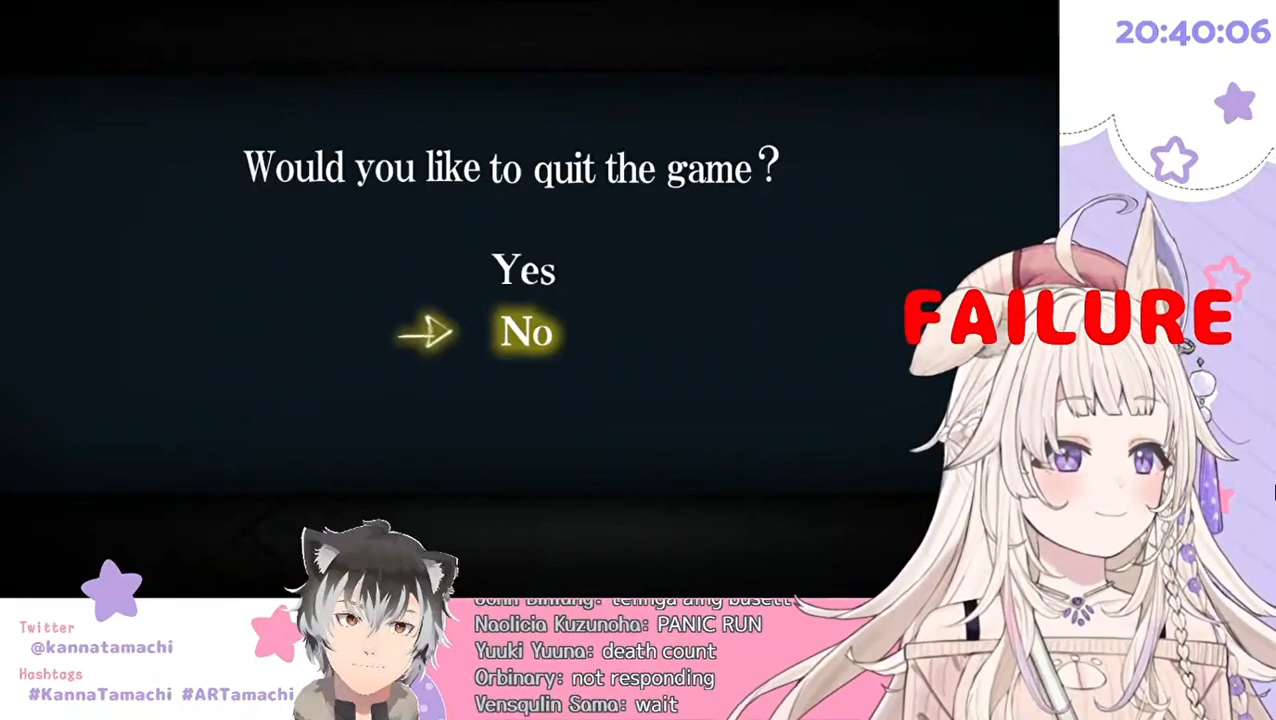 20:40:06
Would you like to quit the game?
Yes
No
FAILURE
Twitter
@kannatamachi
Hashtags
#KannaTamachi #ARTamachi
Naolicia Kuzunoha: PANIC RUN
Yuuki Yuuna: death count
Orbinary: not responding
Vensqulin Sama: wait